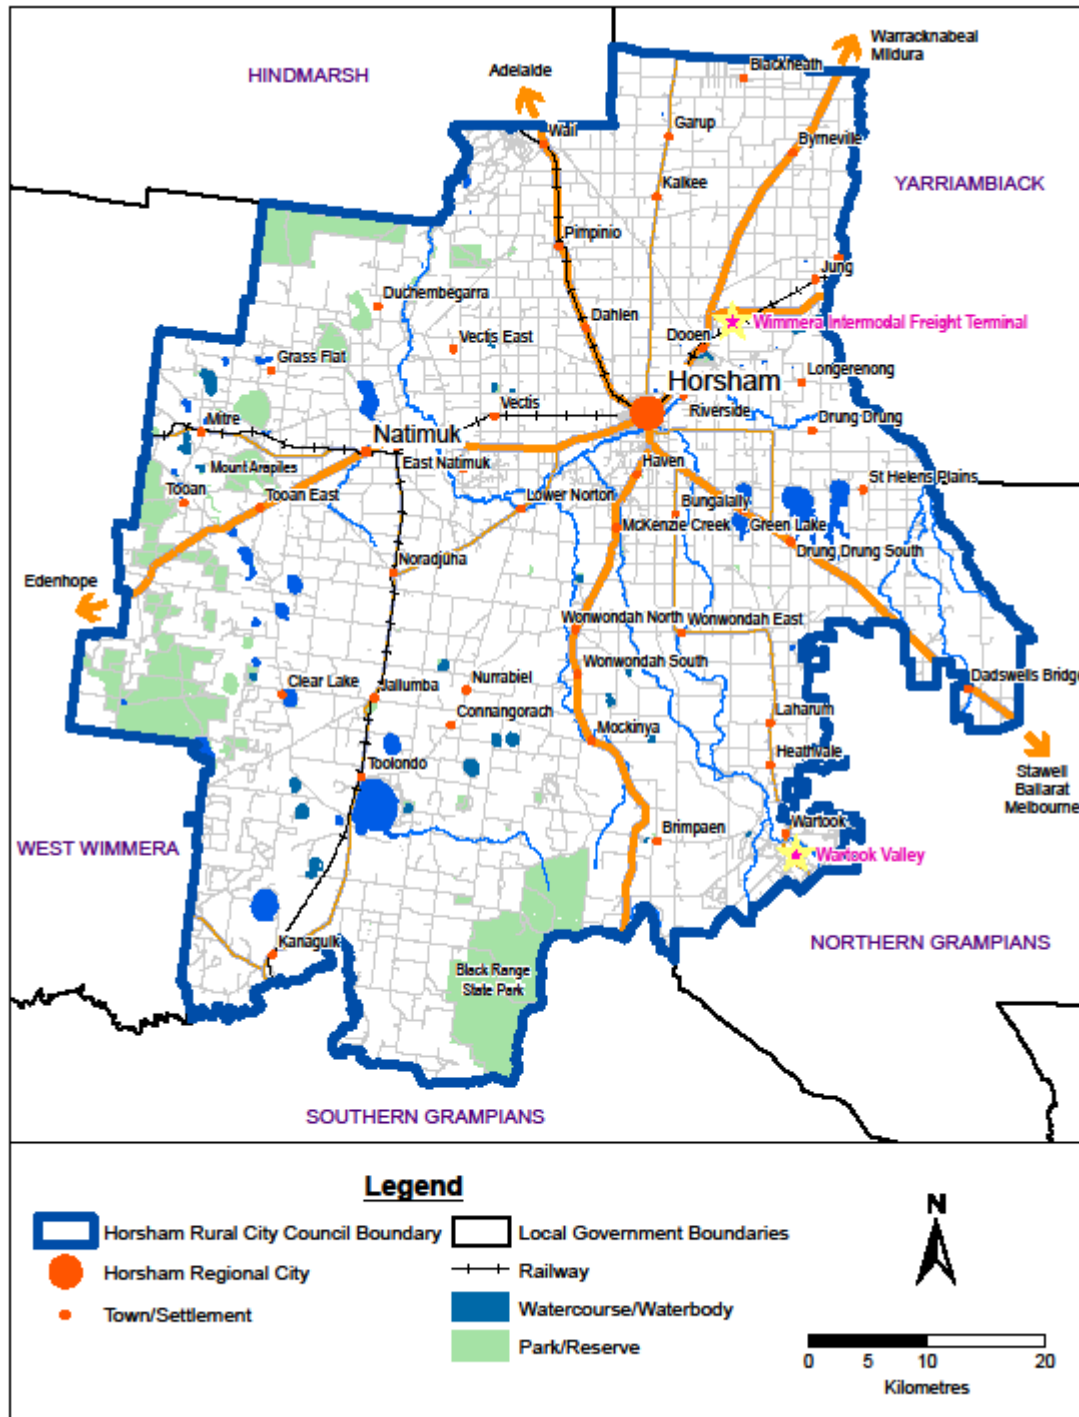 Warracknabeal
Mildura
Blackheath
HINDMARSH
Adelaide
Garup
Wail
Byrneville
Kalkee
YARRIAMBIACK
Pimpinio
Jung
Duchembegarra
Dahlen
Wimmera Intermodal Freight Terminal
Vectis East
Dooen
Grass Flat
Longerenong
Horsham
Vectis
Riverside
Mitre
Drung Drung
Natimuk
East Natimuk
Mount Arapiles
Haven
St Helens Plains
Tooan
Tooan East
Lower Norton
Bungalally
McKenzie Creek
Green Lake
Drung Drung South
Noradjuha
Edenhope
Wonwondah North
Wonwondah East
Wonwondah South
Clear Lake
Jallumba
Nurrabiel
Dadswells Bridge
Connangorach
Laharum
Mockinya
Heathvale
Toolondo
Stawell
Ballarat
Melbourne
Brimpaen
Wartook
WEST WIMMERA
Wartook Valley
Kanagulk
NORTHERN GRAMPIANS
Black Range
State Park
SOUTHERN GRAMPIANS
Legend
Horsham Rural City Council Boundary
Local Government Boundaries
Horsham Regional City
Railway
Town/Settlement
Watercourse/Waterbody
Park/Reserve
N
0 5 10 20
Kilometres